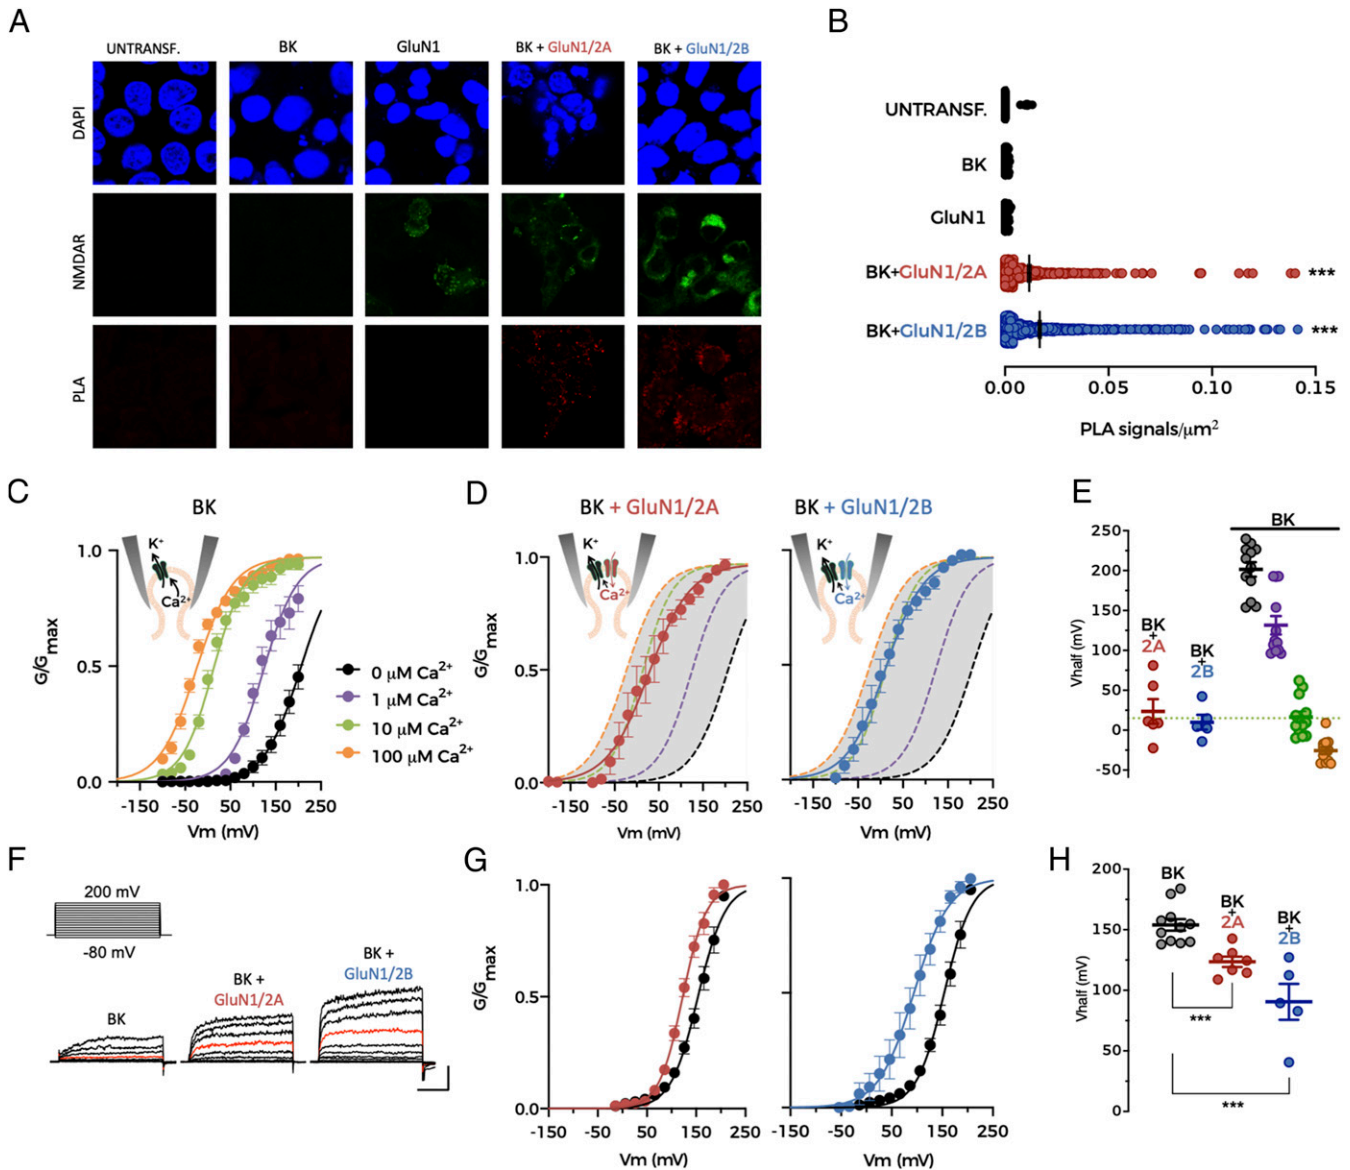 A
UNTRANSF.
BK
GluN1
BK + GluN1/2A
BK + GluN1/2B
DAPI
NMDAR
PLA
B
UNTRANSF.
BK
GluN1
BK+GluN1/2A
***
BK+GluN1/2B
***
0.00 0.05 0.10 0.15
PLA signals/μm²
C
BK
K⁺
Ca²⁺
1.0
0.5
0.0
G/Gmax
-150 -50 50 150 250
Vm (mV)
0 μM Ca²⁺
1 μM Ca²⁺
10 μM Ca²⁺
100 μM Ca²⁺
D
BK + GluN1/2A
K⁺
Ca²⁺
1.0
0.5
0.0
G/Gmax
-150 -50 50 150 250
Vm (mV)
BK + GluN1/2B
K⁺
Ca²⁺
-150 -50 50 150 250
Vm (mV)
E
BK
250
200
150
100
50
0
-50
Vhalf (mV)
BK
+
2A
BK
+
2B
F
200 mV
-80 mV
BK
BK +
GluN1/2A
BK +
GluN1/2B
G
1.0
0.5
0.0
G/Gmax
-150 -50 50 150 250
Vm (mV)
-150 -50 50 150 250
Vm (mV)
H
200
150
100
50
0
Vhalf (mV)
BK
BK
+
2A
BK
+
2B
***
***